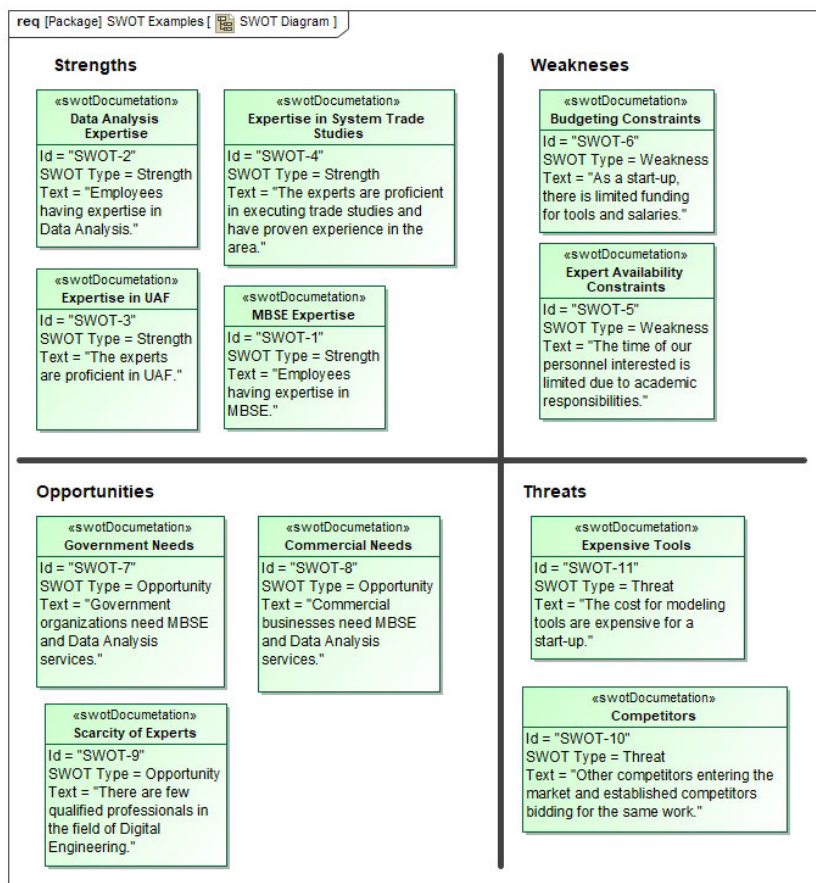 req [Package] SWOT Examples [ SWOT Diagram ]
Strengths
«swotDocumetation»
Data Analysis
Expertise
Id = "SWOT-2"
SWOT Type = Strength
Text = "Employees
having expertise in
Data Analysis."
«swotDocumetation»
Expertise in System Trade
Studies
Id = "SWOT-4"
SWOT Type = Strength
Text = "The experts are proficient
in executing trade studies and
have proven experience in the
area."
«swotDocumetation»
Expertise in UAF
Id = "SWOT-3"
SWOT Type = Strength
Text = "The experts
are proficient in UAF."
«swotDocumetation»
MBSE Expertise
Id = "SWOT-1"
SWOT Type = Strength
Text = "Employees
having expertise in
MBSE."
Weakneses
«swotDocumetation»
Budgeting Constraints
Id = "SWOT-6"
SWOT Type = Weakness
Text = "As a start-up,
there is limited funding
for tools and salaries."
«swotDocumetation»
Expert Availability
Constraints
Id = "SWOT-5"
SWOT Type = Weakness
Text = "The time of our
personnel interested is
limited due to academic
responsibilities."
Opportunities
«swotDocumetation»
Government Needs
Id = "SWOT-7"
SWOT Type = Opportunity
Text = "Government
organizations need MBSE
and Data Analysis
services."
«swotDocumetation»
Commercial Needs
Id = "SWOT-8"
SWOT Type = Opportunity
Text = "Commercial
businesses need MBSE
and Data Analysis
services."
«swotDocumetation»
Scarcity of Experts
Id = "SWOT-9"
SWOT Type = Opportunity
Text = "There are few
qualified professionals in
the field of Digital
Engineering."
Threats
«swotDocumetation»
Expensive Tools
Id = "SWOT-11"
SWOT Type = Threat
Text = "The cost for modeling
tools are expensive for a
start-up."
«swotDocumetation»
Competitors
Id = "SWOT-10"
SWOT Type = Threat
Text = "Other competitors entering the
market and established competitors
bidding for the same work."